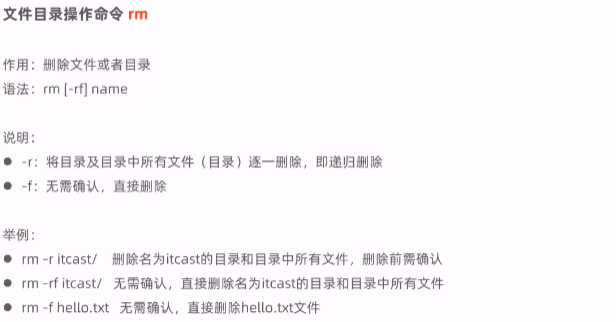 文件目录操作命令 rm
作用：删除文件或者目录
语法：rm [-rf] name
说明：
● -r：将目录及目录中所有文件（目录）逐一删除，即递归删除
● -f：无需确认，直接删除
举例：
● rm -r itcast/ 删除名为itcast的目录和目录中所有文件，删除前需确认
● rm -rf itcast/ 无需确认，直接删除名为itcast的目录和目录中所有文件
● rm -f hello.txt 无需确认，直接删除hello.txt文件